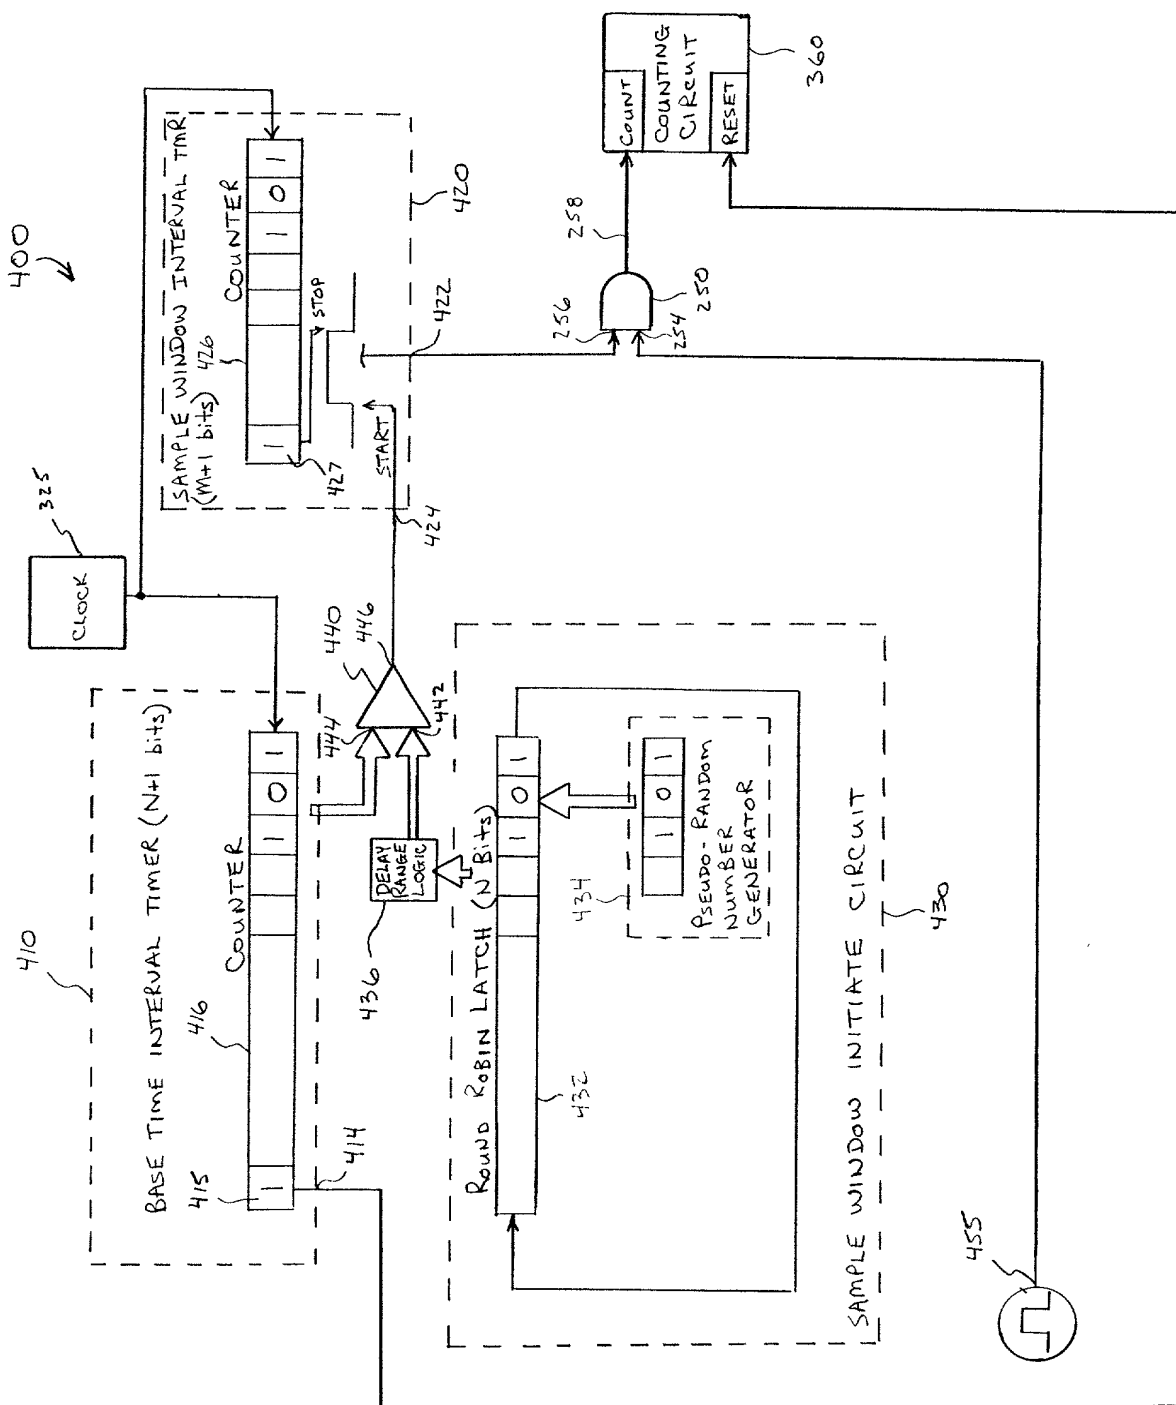 400
410
BASE TIME INTERVAL TIMER (N+1 bits)
COUNTER
415
416
1
1 0 1
414
CLOCK
325
SAMPLE WINDOW INTERVAL TMR
(M+1 bits)
COUNTER
426
1
1 0 1
427
STOP
START
420
422
424
440
446
444
442
DELAY
RANGE
LOGIC
436
ROUND ROBIN LATCH (N Bits)
1 0 1
432
434
1 0 1
PSEUDO-RANDOM
NUMBER
GENERATOR
SAMPLE WINDOW INITIATE CIRCUIT
430
455
256
254
250
258
COUNT
COUNTING
CIRCUIT
RESET
360